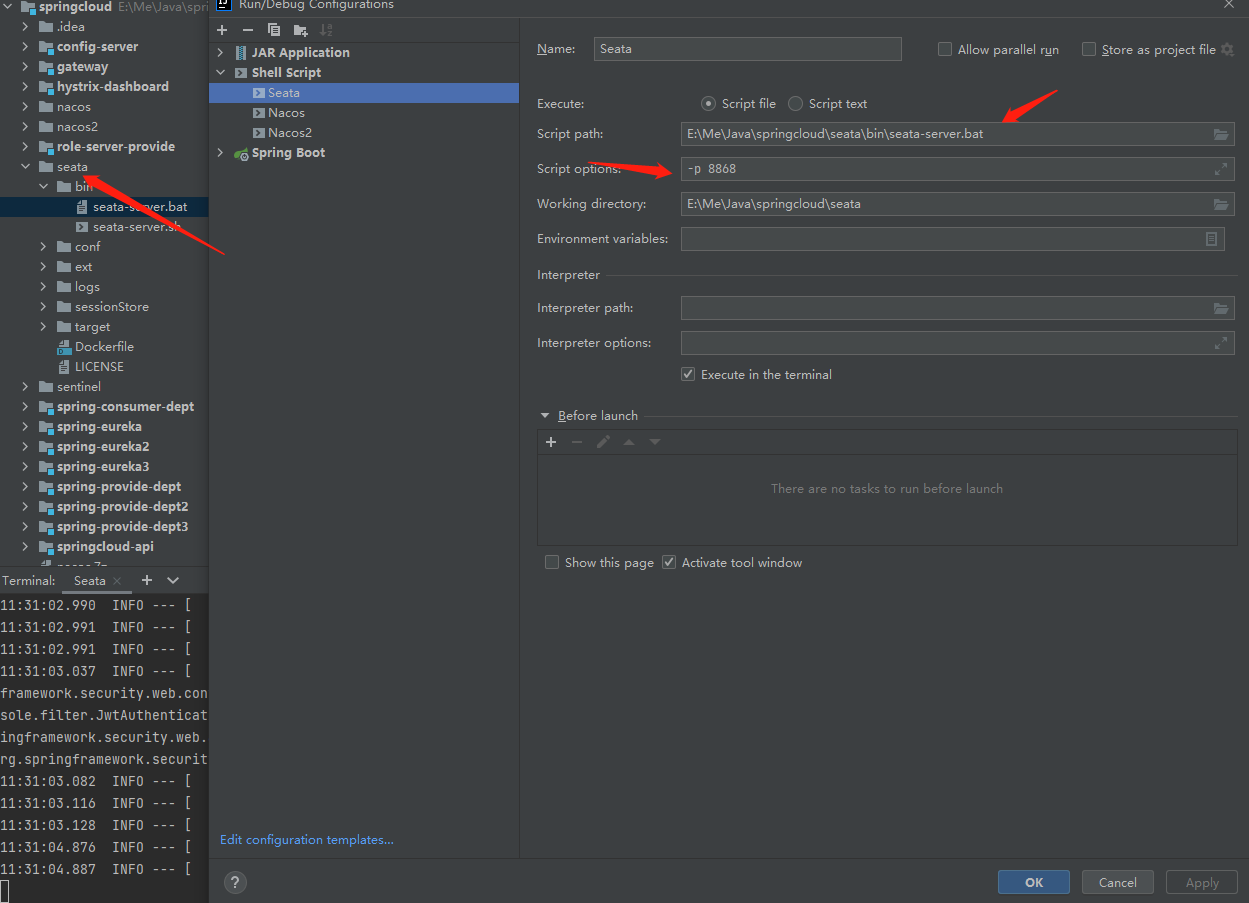 springcloud E:\Me\Java\spri
.idea
config-server
gateway
hystrix-dashboard
nacos
nacos2
role-server-provide
seata
bin
seata-server.bat
seata-server.sh
conf
ext
logs
sessionStore
target
Dockerfile
LICENSE
sentinel
spring-consumer-dept
spring-eureka
spring-eureka2
spring-eureka3
spring-provide-dept
spring-provide-dept2
spring-provide-dept3
springcloud-api
Terminal: Seata
11:31:02.990 INFO --- [
11:31:02.991 INFO --- [
11:31:02.991 INFO --- [
11:31:03.037 INFO --- [
framework.security.web.con
sole.filter.JwtAuthenticat
ingframework.security.web.
rg.springframework.securit
11:31:03.082 INFO --- [
11:31:03.116 INFO --- [
11:31:03.128 INFO --- [
11:31:04.876 INFO --- [
11:31:04.887 INFO --- [
Run/Debug Configurations
JAR Application
Shell Script
Seata
Nacos
Nacos2
Spring Boot
Edit configuration templates...
Name: Seata Allow parallel run Store as project file
Execute: Script file Script text
Script path: E:\Me\Java\springcloud\seata\bin\seata-server.bat
Script options: -p 8868
Working directory: E:\Me\Java\springcloud\seata
Environment variables:
Interpreter
Interpreter path:
Interpreter options:
Execute in the terminal
Before launch
There are no tasks to run before launch
Show this page Activate tool window
? OK Cancel Apply